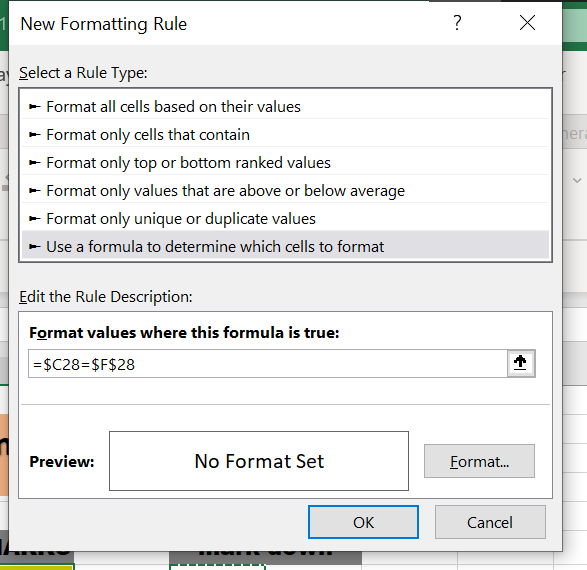 New Formatting Rule
?
Select a Rule Type:
► Format all cells based on their values
► Format only cells that contain
► Format only top or bottom ranked values
► Format only values that are above or below average
► Format only unique or duplicate values
► Use a formula to determine which cells to format
Edit the Rule Description:
Format values where this formula is true:
=$C28=$F$28
Preview:
No Format Set
Format...
OK
Cancel